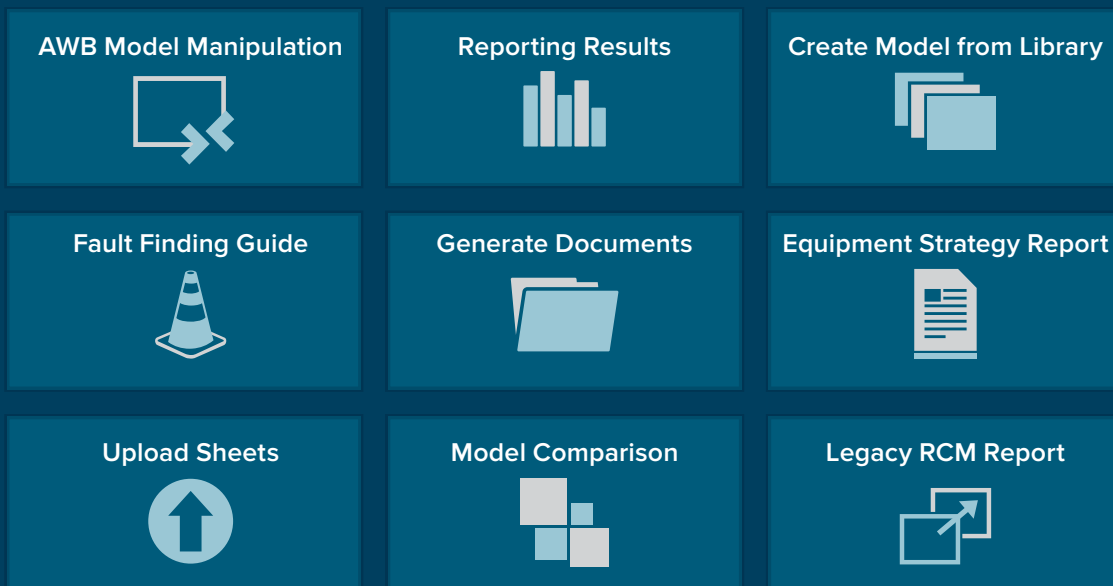 AWB Model Manipulation
Reporting Results
Create Model from Library
Fault Finding Guide
Generate Documents
Equipment Strategy Report
Upload Sheets
Model Comparison
Legacy RCM Report